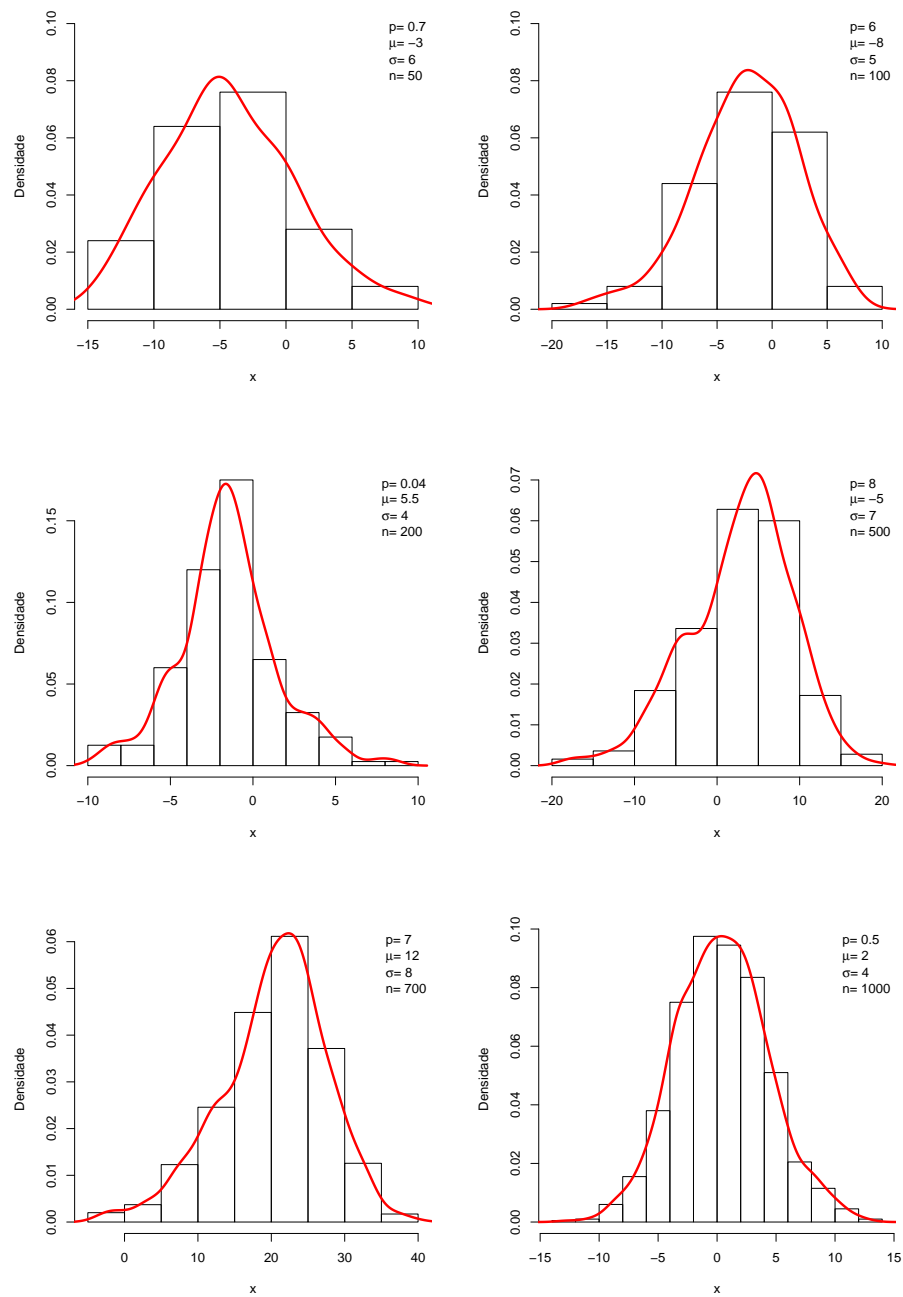 p= 0.7
μ= −3
σ= 6
n= 50
Densidade
0.00 0.02 0.04 0.06 0.08 0.10
−15 −10 −5 0 5 10
x
p= 6
μ= −8
σ= 5
n= 100
Densidade
0.00 0.02 0.04 0.06 0.08 0.10
−20 −15 −10 −5 0 5 10
x
p= 0.04
μ= 5.5
σ= 4
n= 200
Densidade
0.00 0.05 0.10 0.15
−10 −5 0 5 10
x
p= 8
μ= −5
σ= 7
n= 500
Densidade
0.00 0.01 0.02 0.03 0.04 0.05 0.06 0.07
−20 −10 0 10 20
x
p= 7
μ= 12
σ= 8
n= 700
Densidade
0.00 0.01 0.02 0.03 0.04 0.05 0.06
0 10 20 30 40
x
p= 0.5
μ= 2
σ= 4
n= 1000
Densidade
0.00 0.02 0.04 0.06 0.08 0.10
−15 −10 −5 0 5 10 15
x